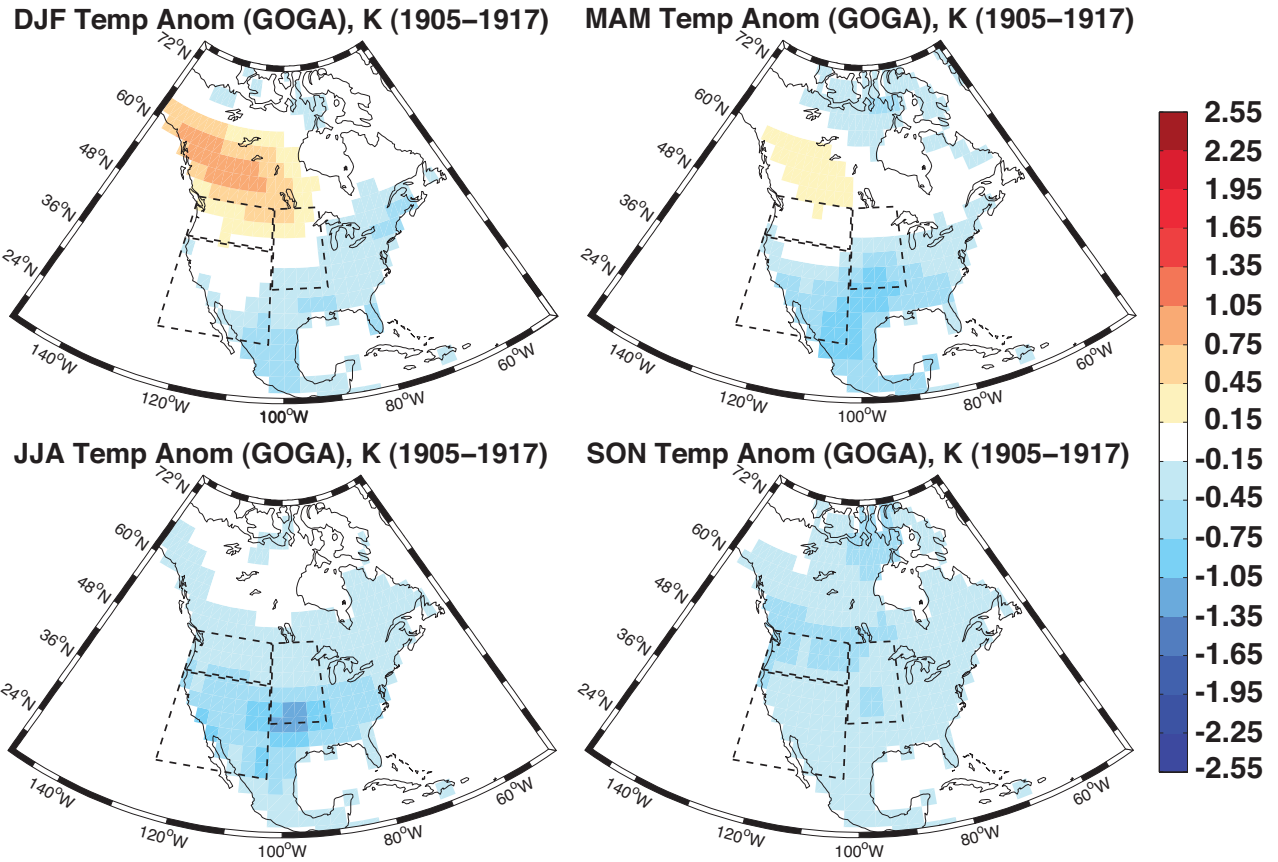 DJF Temp Anom (GOGA), K (1905–1917)
72°N
60°N
48°N
36°N
24°N
140°W
120°W
100°W
80°W
60°W
MAM Temp Anom (GOGA), K (1905–1917)
72°N
60°N
48°N
36°N
24°N
140°W
120°W
100°W
80°W
60°W
JJA Temp Anom (GOGA), K (1905–1917)
72°N
60°N
48°N
36°N
24°N
140°W
120°W
100°W
80°W
60°W
SON Temp Anom (GOGA), K (1905–1917)
72°N
60°N
48°N
36°N
24°N
140°W
120°W
100°W
80°W
60°W
2.55
2.25
1.95
1.65
1.35
1.05
0.75
0.45
0.15
-0.15
-0.45
-0.75
-1.05
-1.35
-1.65
-1.95
-2.25
-2.55